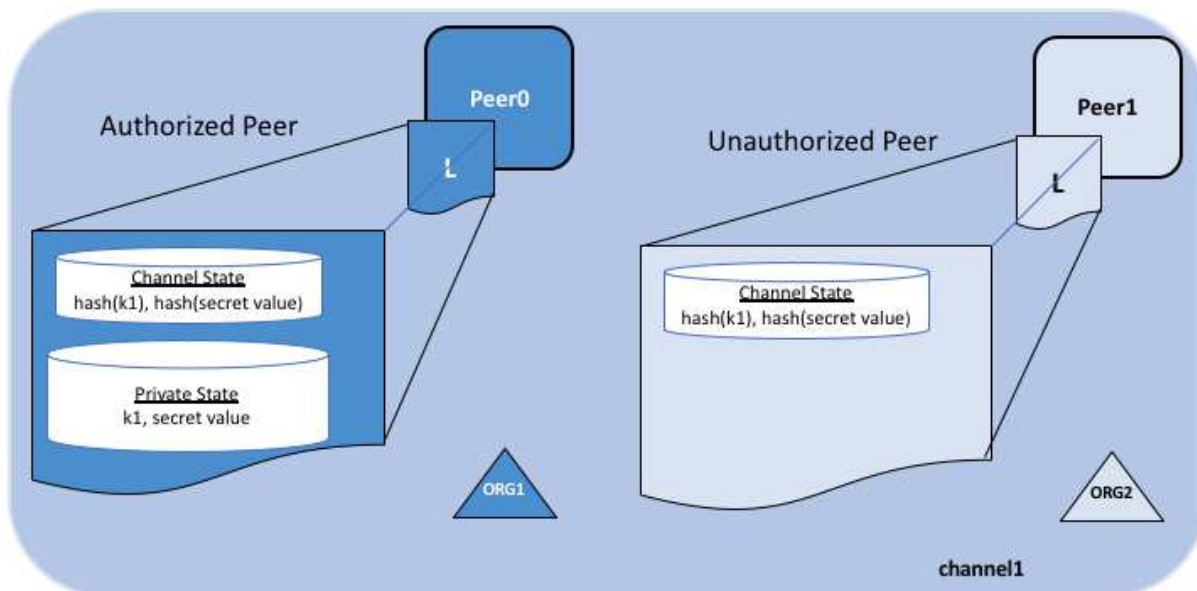 Peer0
Authorized Peer
L
Channel State
hash(k1), hash(secret value)
Private State
k1, secret value
ORG1
Peer1
Unauthorized Peer
L
Channel State
hash(k1), hash(secret value)
ORG2
channel1